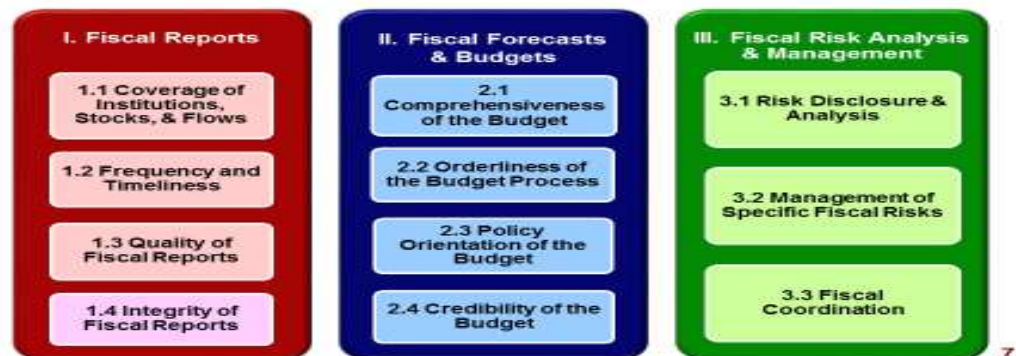 I. Fiscal Reports
1.1 Coverage of
Institutions,
Stocks, & Flows
1.2 Frequency and
Timeliness
1.3 Quality of
Fiscal Reports
1.4 Integrity of
Fiscal Reports
II. Fiscal Forecasts
& Budgets
2.1
Comprehensiveness
of the Budget
2.2 Orderliness of
the Budget Process
2.3 Policy
Orientation of the
Budget
2.4 Credibility of the
Budget
III. Fiscal Risk Analysis
& Management
3.1 Risk Disclosure &
Analysis
3.2 Management of
Specific Fiscal Risks
3.3 Fiscal
Coordination
7